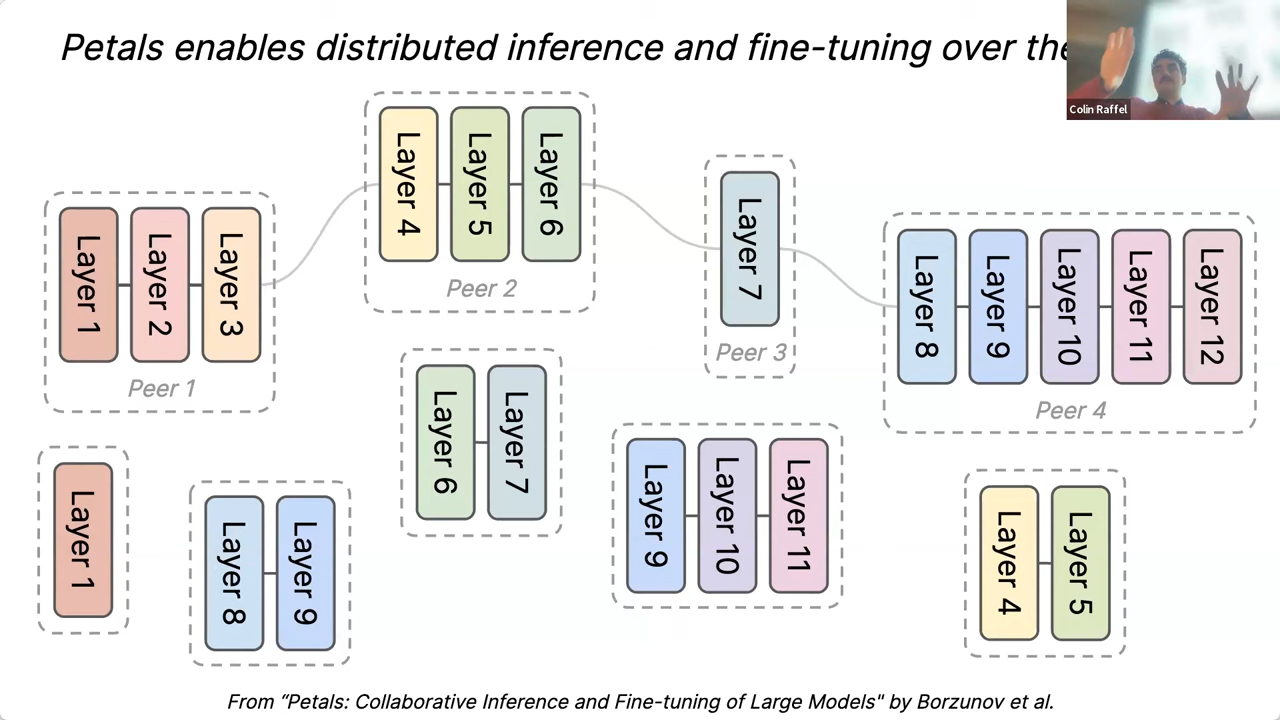 Petals enables distributed inference and fine-tuning over the
Colin Raffel
Layer 1
Layer 2
Layer 3
Peer 1
Layer 4
Layer 5
Layer 6
Peer 2
Layer 7
Peer 3
Layer 8
Layer 9
Layer 10
Layer 11
Layer 12
Peer 4
Layer 1
Layer 8
Layer 9
Layer 6
Layer 7
Layer 9
Layer 10
Layer 11
Layer 4
Layer 5
From “Petals: Collaborative Inference and Fine-tuning of Large Models" by Borzunov et al.